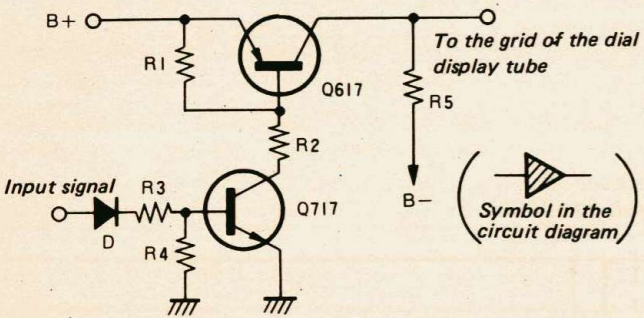 B+
To the grid of the dial
display tube
R1
Q617
R5
R2
Input signal
R3
Q717
D
R4
B-
Symbol in the
circuit diagram